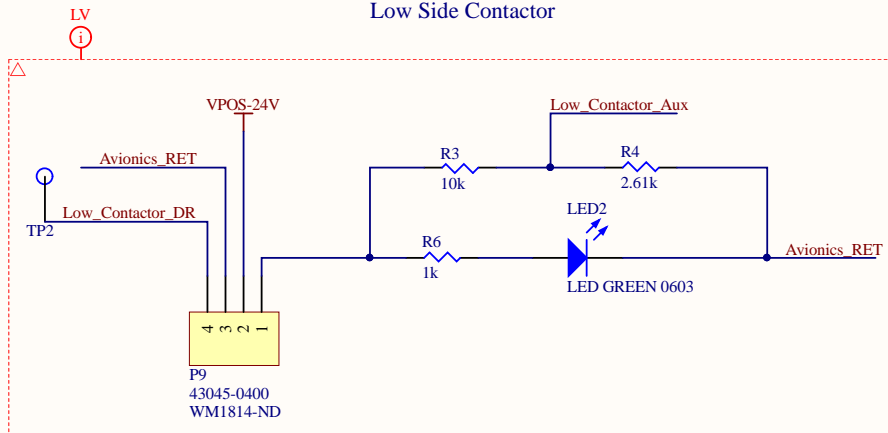 Low Side Contactor
LV
i
VPOS-24V
Low_Contactor_Aux
Avionics_RET
R3
R4
10k
2.61k
Low_Contactor_DR
TP2
LED2
R6
Avionics_RET
1k
LED GREEN 0603
4 3 2 1
P9
43045-0400
WM1814-ND